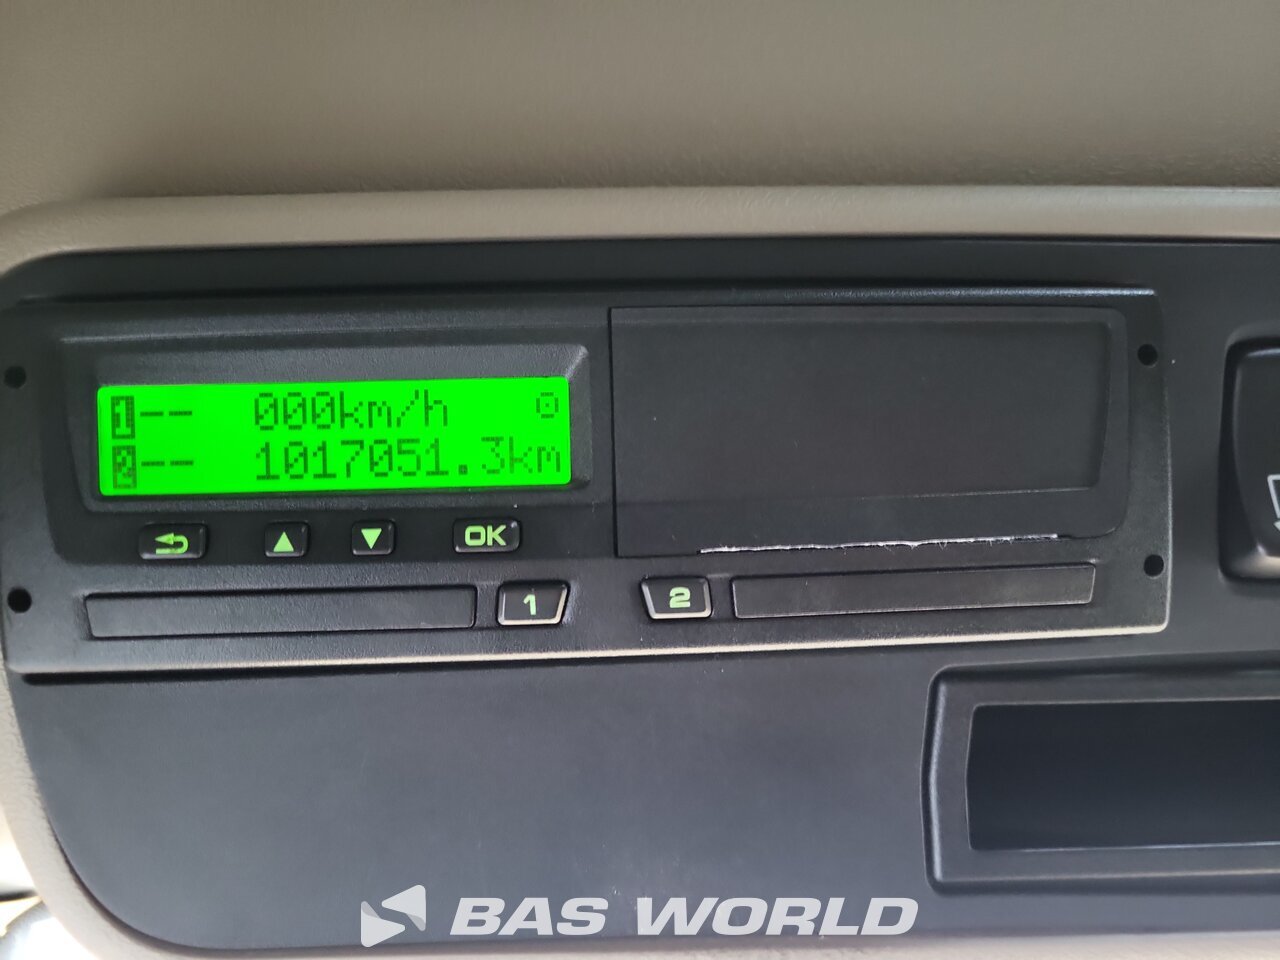 1-- 000km/h
2-- 1017051.3km
OK
1
2
BAS WORLD